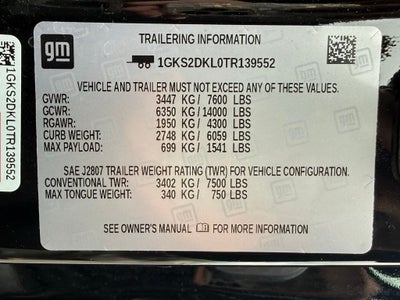 1GKS2DKL0TR139552
gm
TRAILERING INFORMATION
1GKS2DKL0TR139552
VEHICLE AND TRAILER MUST NOT EXCEED ANY OF THESE VALUES.
GVWR: 3447 KG/ 7600 LBS
GCWR: 6350 KG/ 14000 LBS
RGAWR: 1950 KG/ 4300 LBS
CURB WEIGHT: 2748 KG/ 6059 LBS
MAX PAYLOAD: 699 KG/ 1541 LBS
SAE J2807 TRAILER WEIGHT RATING (TWR) FOR VEHICLE CONFIGURATION.
CONVENTIONAL TWR: 3402 KG/ 7500 LBS
MAX TONGUE WEIGHT: 340 KG/ 750 LBS
SEE OWNER'S MANUAL FOR MORE INFORMATION